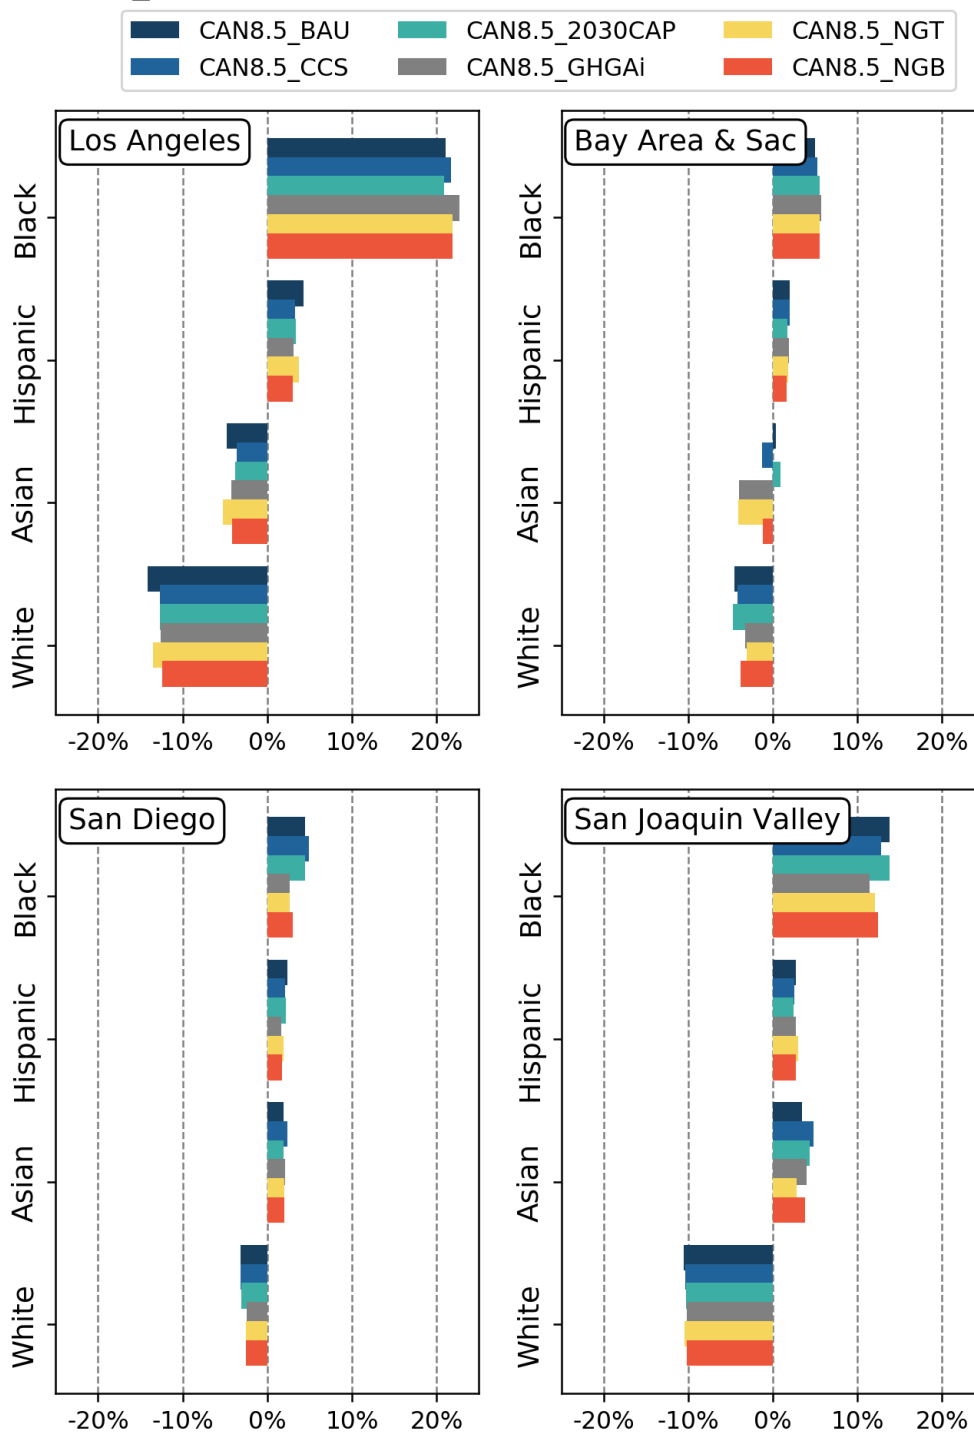 CAN8.5_BAU CAN8.5_2030CAP CAN8.5_NGT
CAN8.5_CCS CAN8.5_GHGAi CAN8.5_NGB
Los Angeles
Black
Hispanic
Asian
White
-20% -10% 0% 10% 20%
Bay Area & Sac
Black
Hispanic
Asian
White
-20% -10% 0% 10% 20%
San Diego
Black
Hispanic
Asian
White
-20% -10% 0% 10% 20%
San Joaquin Valley
Black
Hispanic
Asian
White
-20% -10% 0% 10% 20%